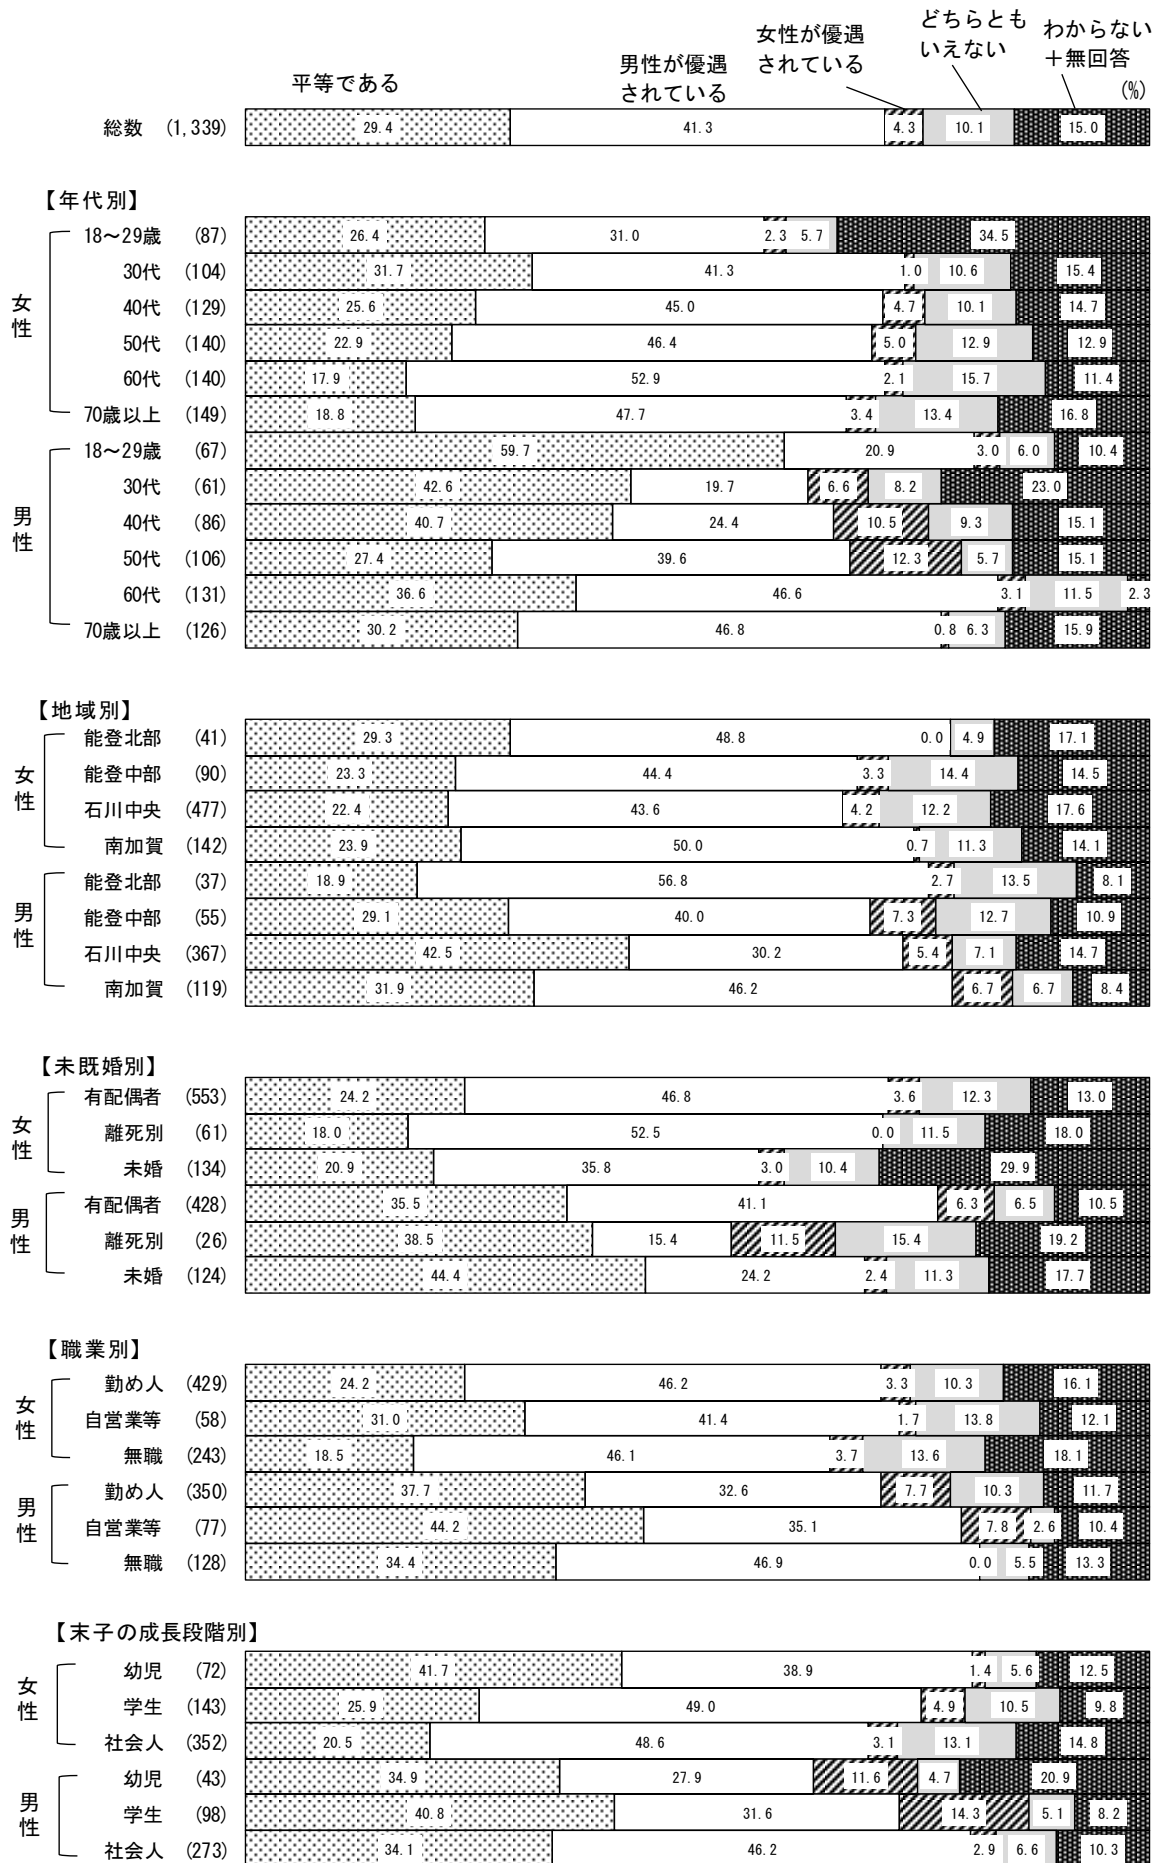 どちらとも
いえない
わからない
＋無回答
女性が優遇
されている
男性が優遇
されている
平等である
(%)
総数 (1,339) 29.4 41.3 4.3 10.1 15.0
【年代別】
女性
18～29歳 (87) 26.4 31.0 2.3 5.7 34.5
30代 (104) 31.7 41.3 1.0 10.6 15.4
40代 (129) 25.6 45.0 4.7 10.1 14.7
50代 (140) 22.9 46.4 5.0 12.9 12.9
60代 (140) 17.9 52.9 2.1 15.7 11.4
70歳以上 (149) 18.8 47.7 3.4 13.4 16.8
男性
18～29歳 (67) 59.7 20.9 3.0 6.0 10.4
30代 (61) 42.6 19.7 6.6 8.2 23.0
40代 (86) 40.7 24.4 10.5 9.3 15.1
50代 (106) 27.4 39.6 12.3 5.7 15.1
60代 (131) 36.6 46.6 3.1 11.5 2.3
70歳以上 (126) 30.2 46.8 0.8 6.3 15.9
【地域別】
女性
能登北部 (41) 29.3 48.8 0.0 4.9 17.1
能登中部 (90) 23.3 44.4 3.3 14.4 14.5
石川中央 (477) 22.4 43.6 4.2 12.2 17.6
南加賀 (142) 23.9 50.0 0.7 11.3 14.1
男性
能登北部 (37) 18.9 56.8 2.7 13.5 8.1
能登中部 (55) 29.1 40.0 7.3 12.7 10.9
石川中央 (367) 42.5 30.2 5.4 7.1 14.7
南加賀 (119) 31.9 46.2 6.7 6.7 8.4
【未既婚別】
女性
有配偶者 (553) 24.2 46.8 3.6 12.3 13.0
離死別 (61) 18.0 52.5 0.0 11.5 18.0
未婚 (134) 20.9 35.8 3.0 10.4 29.9
男性
有配偶者 (428) 35.5 41.1 6.3 6.5 10.5
離死別 (26) 38.5 15.4 11.5 15.4 19.2
未婚 (124) 44.4 24.2 2.4 11.3 17.7
【職業別】
女性
勤め人 (429) 24.2 46.2 3.3 10.3 16.1
自営業等 (58) 31.0 41.4 1.7 13.8 12.1
無職 (243) 18.5 46.1 3.7 13.6 18.1
男性
勤め人 (350) 37.7 32.6 7.7 10.3 11.7
自営業等 (77) 44.2 35.1 7.8 2.6 10.4
無職 (128) 34.4 46.9 0.0 5.5 13.3
【末子の成長段階別】
女性
幼児 (72) 41.7 38.9 1.4 5.6 12.5
学生 (143) 25.9 49.0 4.9 10.5 9.8
社会人 (352) 20.5 48.6 3.1 13.1 14.8
男性
幼児 (43) 34.9 27.9 11.6 4.7 20.9
学生 (98) 40.8 31.6 14.3 5.1 8.2
社会人 (273) 34.1 46.2 2.9 6.6 10.3